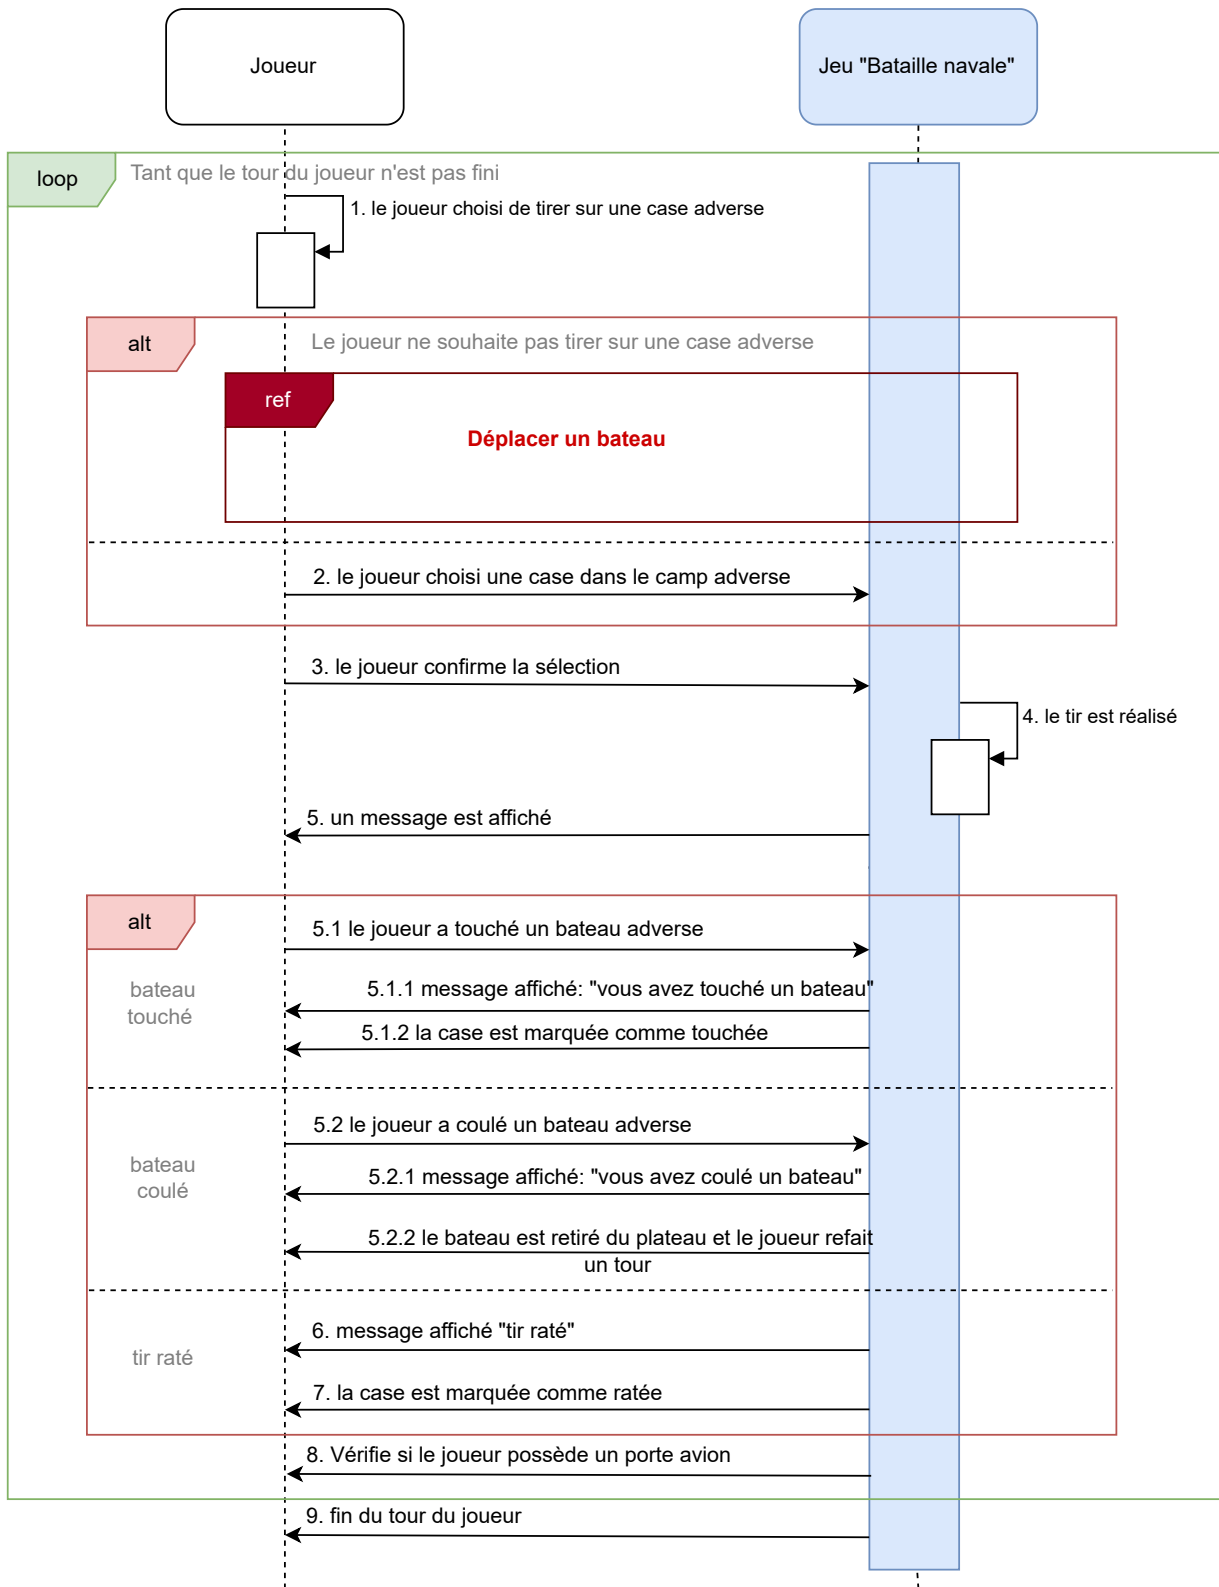 Joueur
Jeu "Bataille navale"
loop
Tant que le tour du joueur n'est pas fini
1. le joueur choisi de tirer sur une case adverse
alt
Le joueur ne souhaite pas tirer sur une case adverse
ref
Déplacer un bateau
2. le joueur choisi une case dans le camp adverse
3. le joueur confirme la sélection
4. le tir est réalisé
5. un message est affiché
alt
5.1 le joueur a touché un bateau adverse
bateau
touché
5.1.1 message affiché: "vous avez touché un bateau"
5.1.2 la case est marquée comme touchée
5.2 le joueur a coulé un bateau adverse
bateau
coulé
5.2.1 message affiché: "vous avez coulé un bateau"
5.2.2 le bateau est retiré du plateau et le joueur refait
un tour
6. message affiché "tir raté"
tir raté
7. la case est marquée comme ratée
8. Vérifie si le joueur possède un porte avion
9. fin du tour du joueur